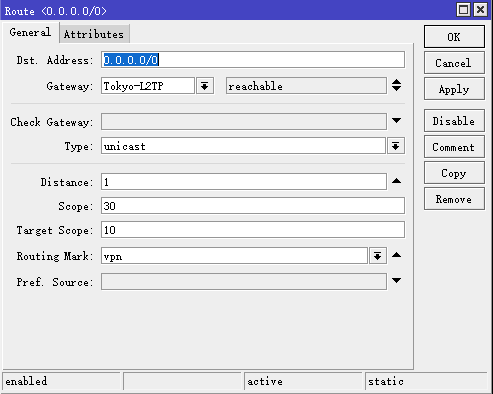 Route <0.0.0.0/0>
General Attributes
OK
Dst. Address: 0.0.0.0/0
Cancel
Gateway: Tokyo-L2TP reachable
Apply
Check Gateway:
Disable
Type: unicast
Comment
Copy
Distance: 1
Remove
Scope: 30
Target Scope: 10
Routing Mark: vpn
Pref. Source:
enabled active static